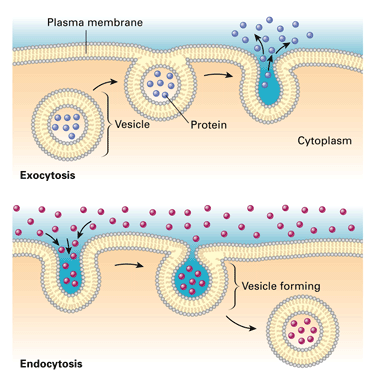 Plasma membrane
Vesicle
Protein
Cytoplasm
Exocytosis
Vesicle forming
Endocytosis